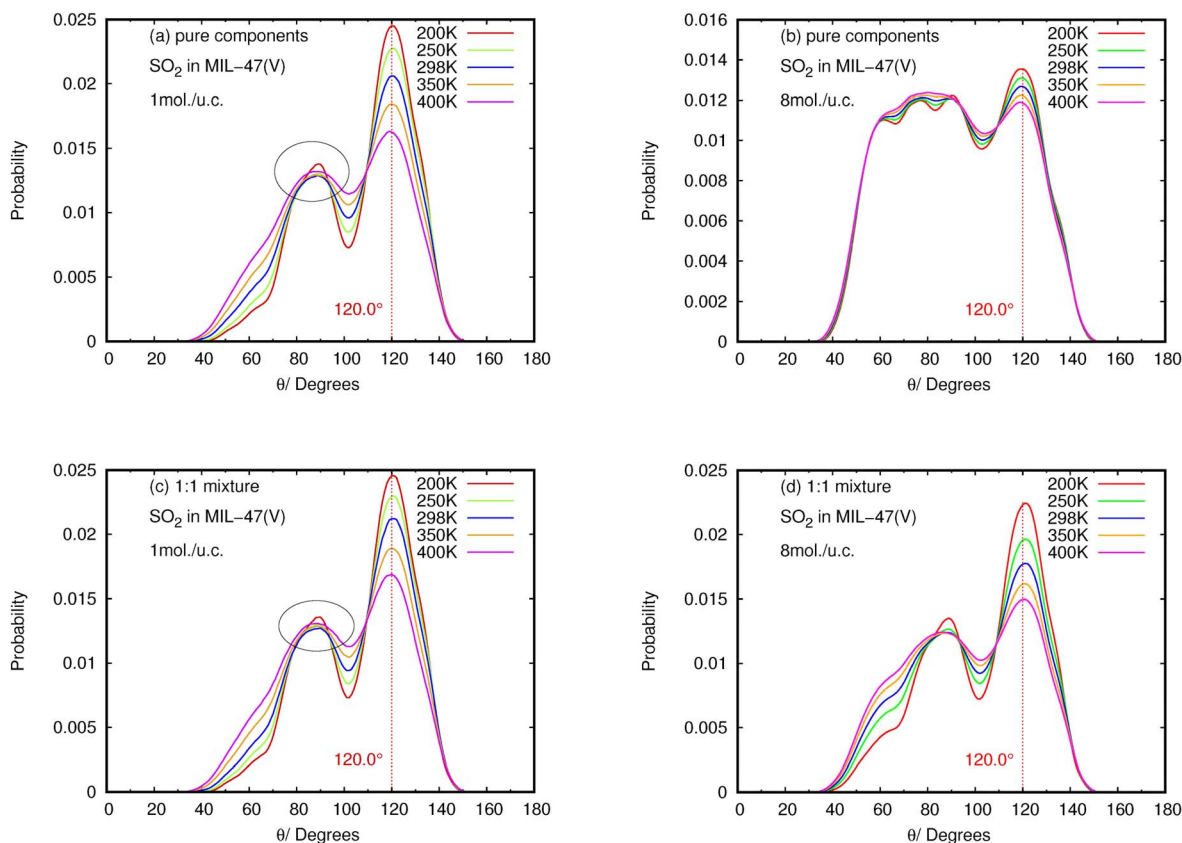 (a) pure components
SO2 in MIL-47(V)
1mol./u.c.
200K
250K
298K
350K
400K
120.0°
Probability
0.025
0.02
0.015
0.01
0.005
0
0 20 40 60 80 100 120 140 160 180
θ/ Degrees
(b) pure components
SO2 in MIL-47(V)
8mol./u.c.
200K
250K
298K
350K
400K
120.0°
Probability
0.016
0.014
0.012
0.01
0.008
0.006
0.004
0.002
0
0 20 40 60 80 100 120 140 160 180
θ/ Degrees
(c) 1:1 mixture
SO2 in MIL-47(V)
1mol./u.c.
200K
250K
298K
350K
400K
120.0°
Probability
0.025
0.02
0.015
0.01
0.005
0
0 20 40 60 80 100 120 140 160 180
θ/ Degrees
(d) 1:1 mixture
SO2 in MIL-47(V)
8mol./u.c.
200K
250K
298K
350K
400K
120.0°
Probability
0.025
0.02
0.015
0.01
0.005
0
0 20 40 60 80 100 120 140 160 180
θ/ Degrees